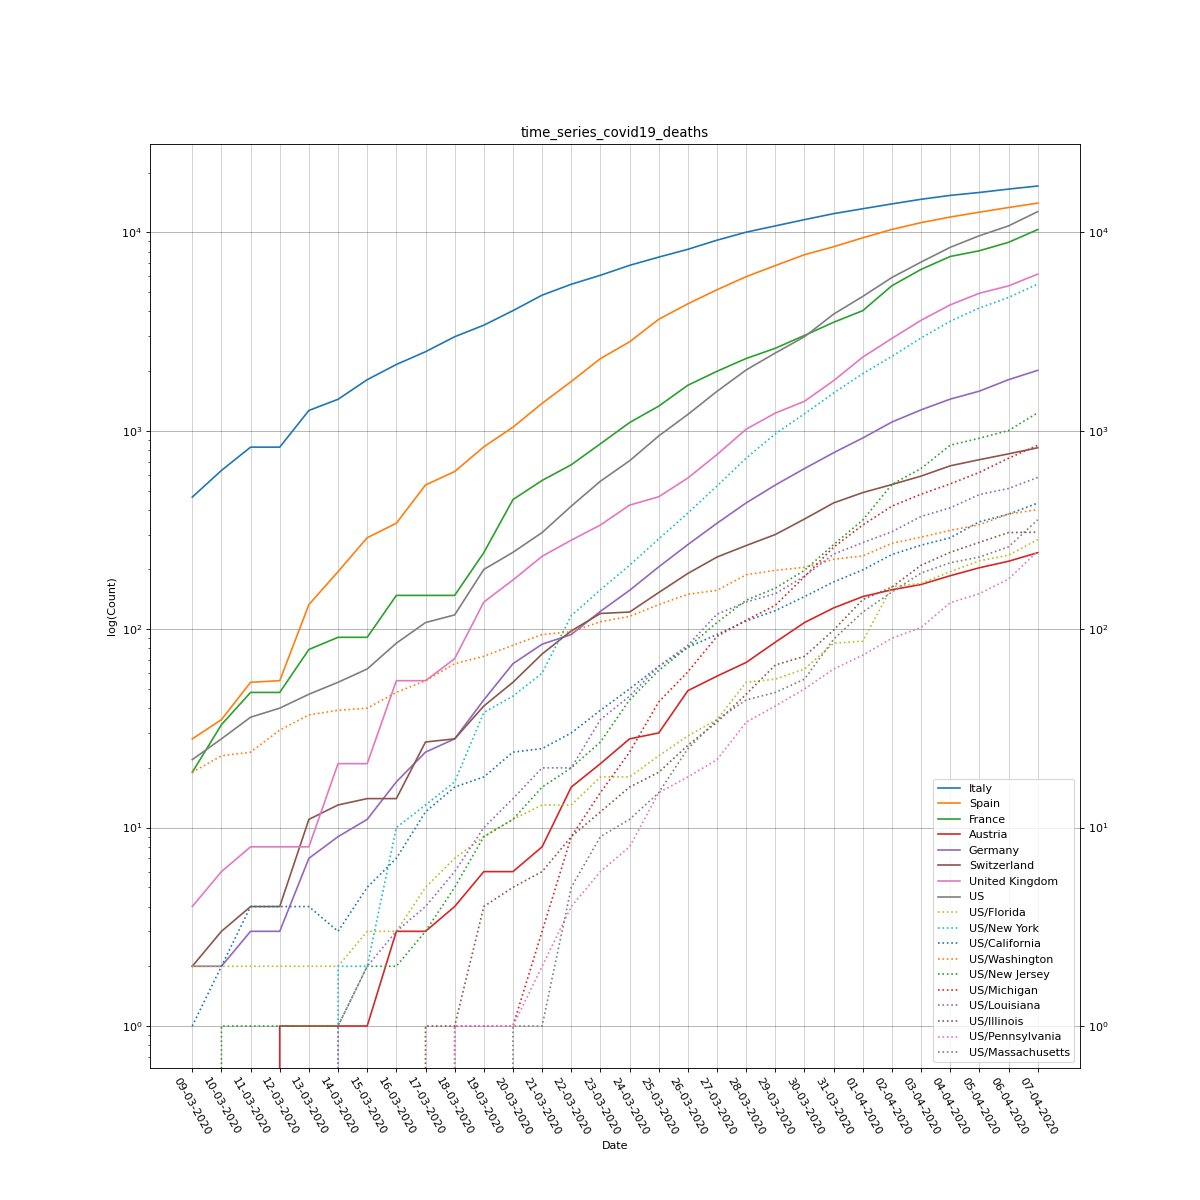 time_series_covid19_deaths
log(Count)
10⁴
10³
10²
10¹
10⁰
10⁴
10³
10²
10¹
10⁰
Italy
Spain
France
Austria
Germany
Switzerland
United Kingdom
US
US/Florida
US/New York
US/California
US/Washington
US/New Jersey
US/Michigan
US/Louisiana
US/Illinois
US/Pennsylvania
US/Massachusetts
09-03-2020
10-03-2020
11-03-2020
12-03-2020
13-03-2020
14-03-2020
15-03-2020
16-03-2020
17-03-2020
18-03-2020
19-03-2020
20-03-2020
21-03-2020
22-03-2020
23-03-2020
24-03-2020
25-03-2020
26-03-2020
27-03-2020
28-03-2020
29-03-2020
30-03-2020
31-03-2020
01-04-2020
02-04-2020
03-04-2020
04-04-2020
05-04-2020
06-04-2020
07-04-2020
Date